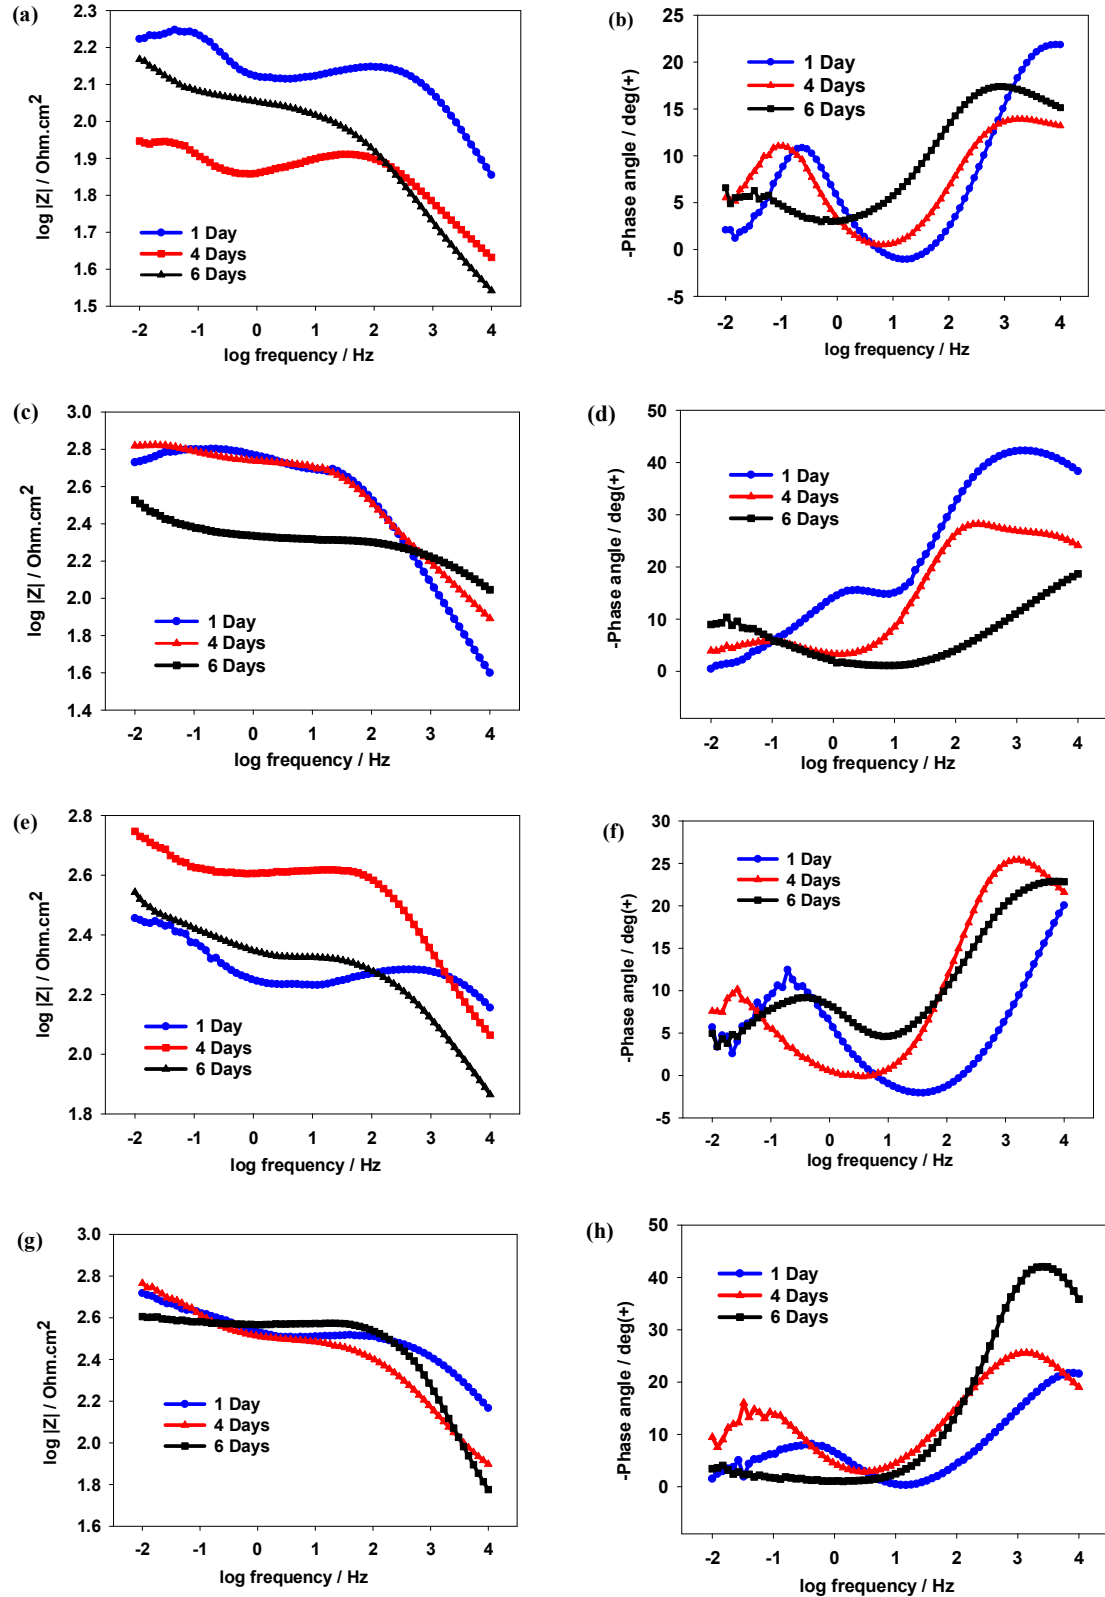 (a)
2.3
2.2
2.1
2.0
1.9
1.8
1.7
1.6
1.5
log |Z| / Ohm.cm2
1 Day
4 Days
6 Days
-2 -1 0 1 2 3 4
log frequency / Hz
(b)
25
20
15
10
5
0
-5
-Phase angle / deg(+)
1 Day
4 Days
6 Days
-2 -1 0 1 2 3 4
log frequency / Hz
(c)
3.0
2.8
2.6
2.4
2.2
2.0
1.8
1.6
1.4
log |Z| / Ohm.cm2
1 Day
4 Days
6 Days
-2 -1 0 1 2 3 4
log frequency / Hz
(d)
50
40
30
20
10
0
-Phase angle / deg(+)
1 Day
4 Days
6 Days
-2 -1 0 1 2 3 4
log frequency / Hz
(e)
2.8
2.6
2.4
2.2
2.0
1.8
log |Z| / Ohm.cm2
1 Day
4 Days
6 Days
-2 -1 0 1 2 3 4
log frequency / Hz
(f)
30
25
20
15
10
5
0
-5
-Phase angle / deg(+)
1 Day
4 Days
6 Days
-2 -1 0 1 2 3 4
log frequency / Hz
(g)
3.0
2.8
2.6
2.4
2.2
2.0
1.8
1.6
log |Z| / Ohm.cm2
1 Day
4 Days
6 Days
-2 -1 0 1 2 3 4
log frequency / Hz
(h)
50
40
30
20
10
0
-Phase angle / deg(+)
1 Day
4 Days
6 Days
-2 -1 0 1 2 3 4
log frequency / Hz